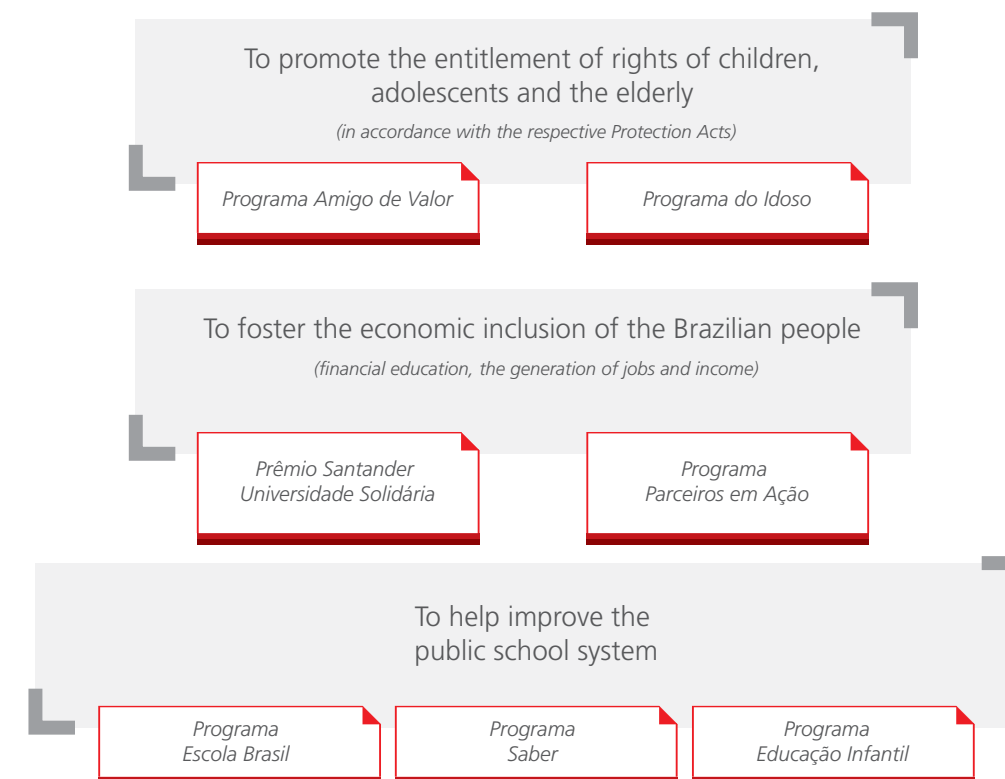 To promote the entitlement of rights of children,
adolescents and the elderly
(in accordance with the respective Protection Acts)
Programa Amigo de Valor
Programa do Idoso
To foster the economic inclusion of the Brazilian people
(financial education, the generation of jobs and income)
Prêmio Santander
Universidade Solidária
Programa
Parceiros em Ação
To help improve the
public school system
Programa
Escola Brasil
Programa
Saber
Programa
Educação Infantil